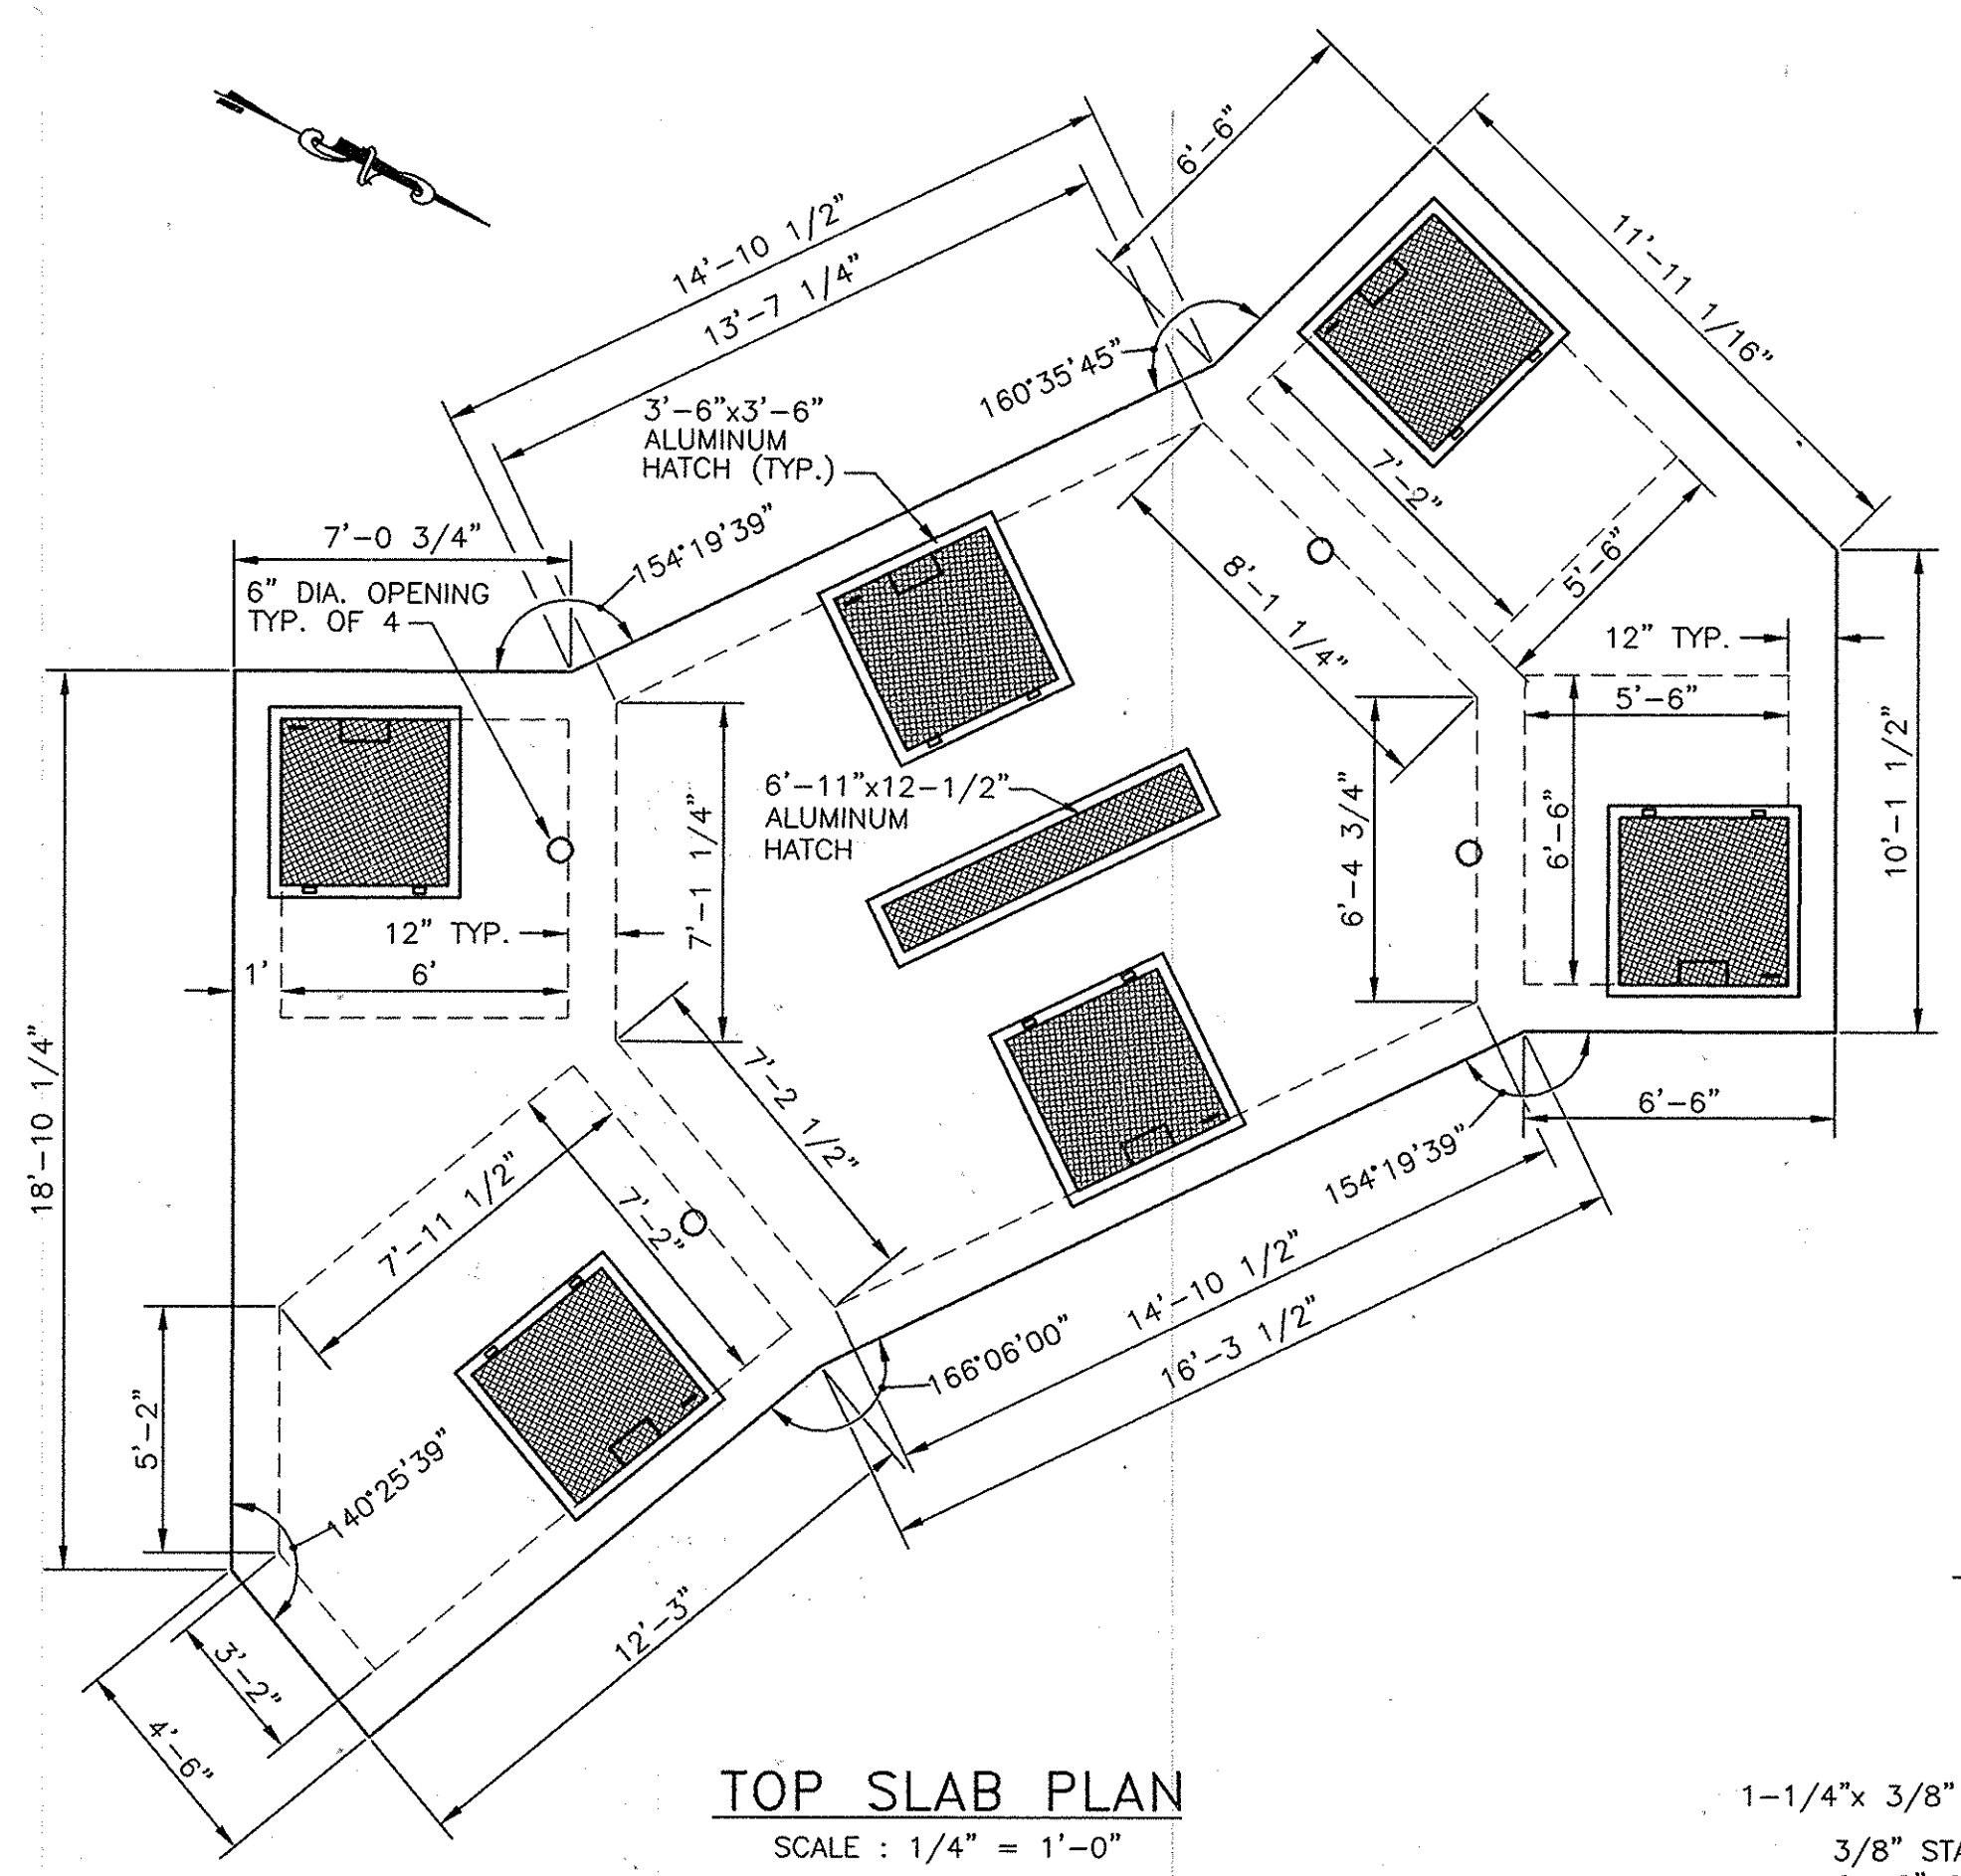 6'-6"
14'-10 1/2"
13'-7 1/4"
11'-11 1/16"
160°35'45"
3'-6"x3'-6"
ALUMINUM
HATCH (TYP.)
7'-2"
154°19'39"
7'-0 3/4"
6" DIA. OPENING
TYP. OF 4
8'-1 1/4"
5'-6"
12" TYP.
5'-6"
6'-11"x12-1/2"
ALUMINUM
HATCH
7'-1 1/4"
6'-4 3/4"
6'-6"
10'-1 1/2"
12" TYP.
1'
6'
18'-10 1/4"
7'-2 1/2"
6'-6"
154°19'39"
7'-11 1/2"
7'-2"
14'-10 1/2"
16'-3 1/2"
166°06'00"
5'-2"
140°25'39"
12'-3"
3'-2"
4'-6"
TOP SLAB PLAN
SCALE : 1/4" = 1'-0"
1-1/4"x 3/8"
3/8" STA